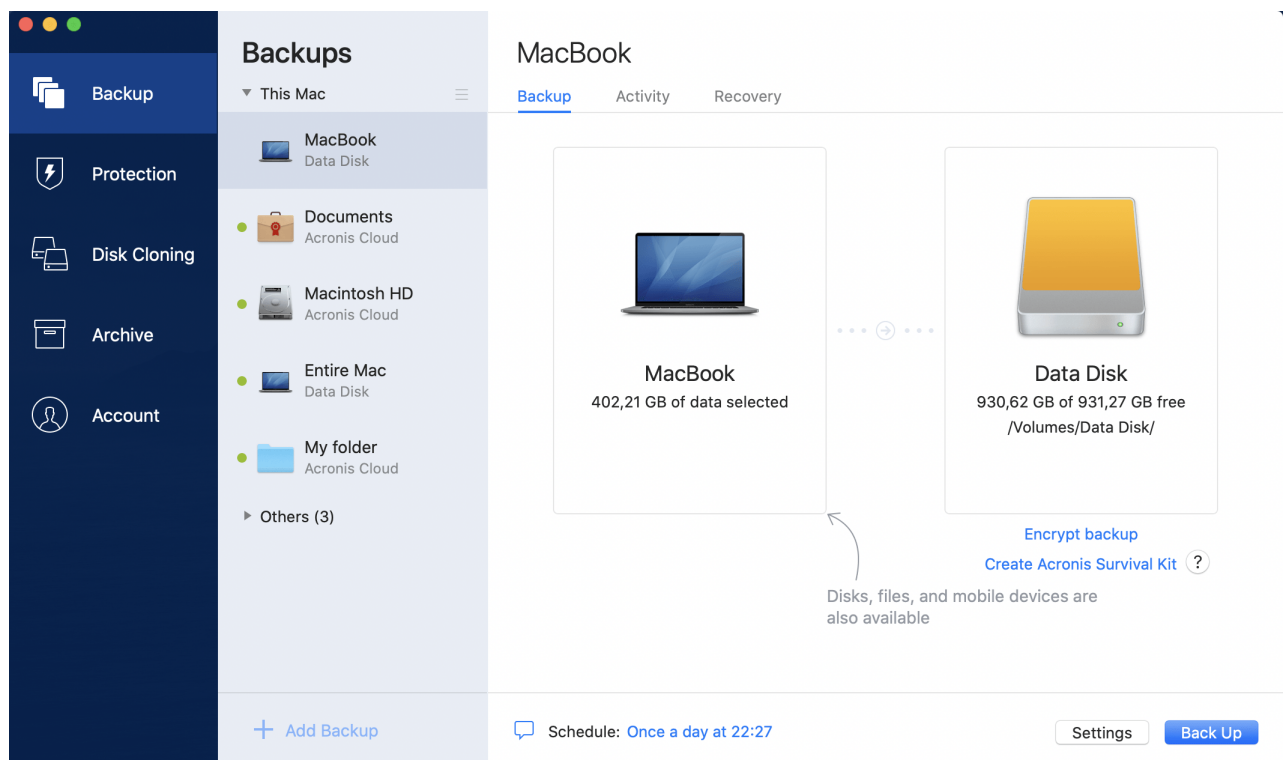 Backup
Protection
Disk Cloning
Archive
Account
Backups
This Mac
MacBook
Data Disk
Documents
Acronis Cloud
Macintosh HD
Acronis Cloud
Entire Mac
Data Disk
My folder
Acronis Cloud
Others (3)
Add Backup
MacBook
Backup Activity Recovery
MacBook
402,21 GB of data selected
Data Disk
930,62 GB of 931,27 GB free
/Volumes/Data Disk/
Encrypt backup
Create Acronis Survival Kit ?
Disks, files, and mobile devices are
also available
Schedule: Once a day at 22:27
Settings
Back Up